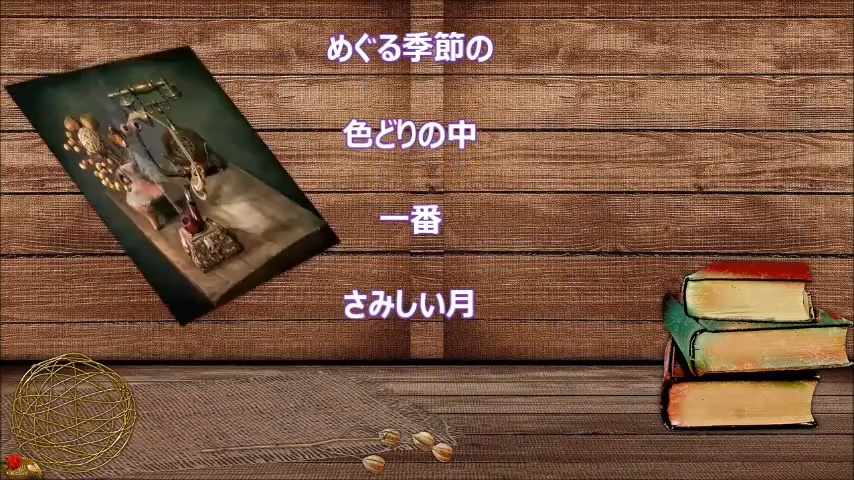 めぐる季節の
色どりの中
一番
さみしい月